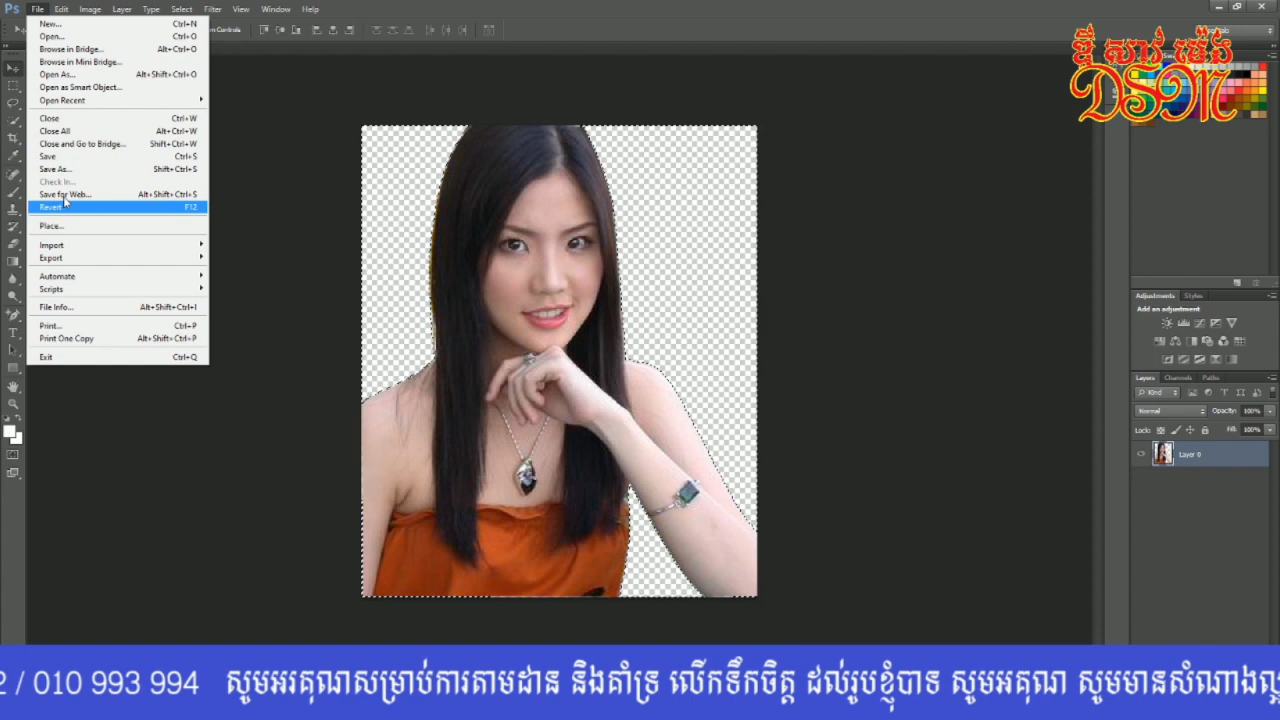 Ps File Edit Image Layer Type Select Filter View Window Help
New... Ctrl+N
Open... Ctrl+O
Browse in Bridge... Alt+Ctrl+O
Browse in Mini Bridge...
Open As... Alt+Shift+Ctrl+O
Open as Smart Object...
Open Recent
Close Ctrl+W
Close All Alt+Ctrl+W
Close and Go to Bridge... Shift+Ctrl+W
Save Ctrl+S
Save As... Shift+Ctrl+S
Check In...
Save for Web... Alt+Shift+Ctrl+S
Revert F12
Place...
Import
Export
Automate
Scripts
File Info... Alt+Shift+Ctrl+I
Print... Ctrl+P
Print One Copy Alt+Shift+Ctrl+P
Exit Ctrl+Q
Controls
ឌី សាវ ម៉េង
DSM
Adjustments Styles
Add an adjustment
Layers Channels Paths
Kind
Normal Opacity: 100%
Lock: Fill: 100%
Layer 0
2 / 010 993 994 សូមអរគុណសម្រាប់ការតាមដាន និងគាំទ្រ លើកទឹកចិត្ត ដល់រូបខ្ញុំបាទ សូមអគុណ សូមមានសំណាងល្អ